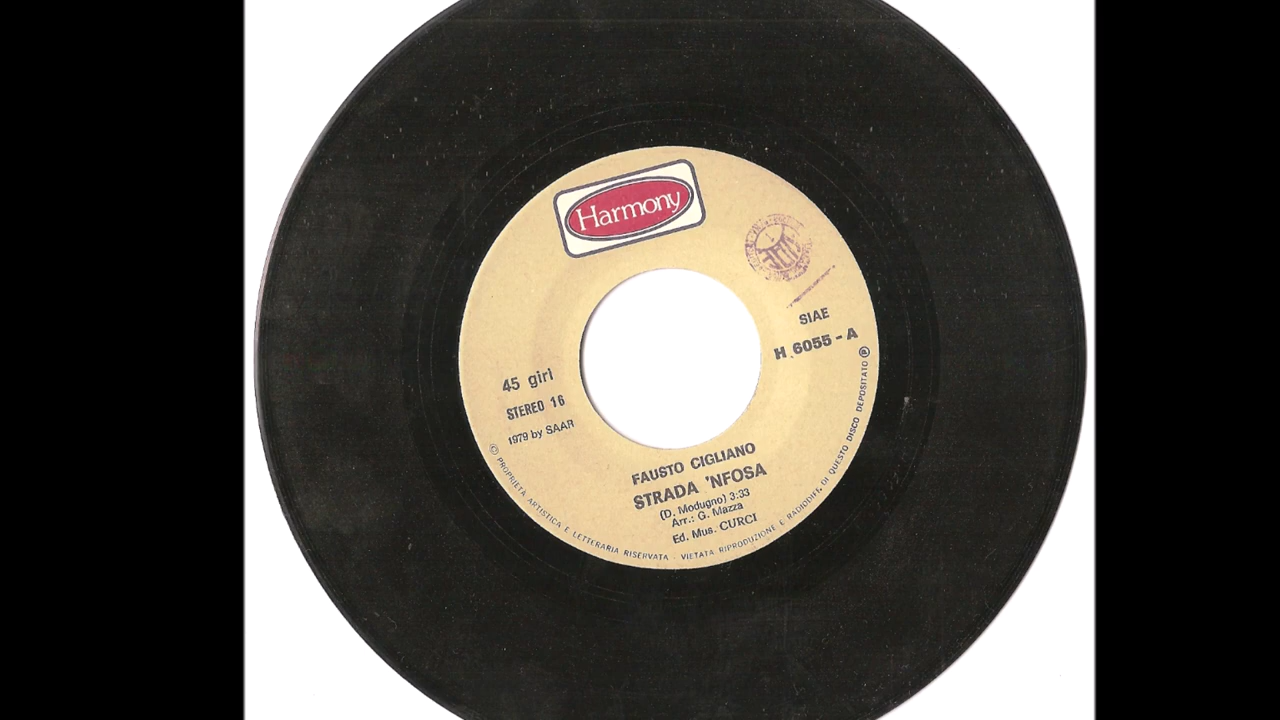 Harmony
SIAE
H 6055 - A
45 giri
STEREO 16
1979 by SAAR
FAUSTO CIGLIANO
STRADA 'NFOSA
(D. Modugno) 3:33
Arr.: G. Mazza
Ed. Mus. CURCI
© PROPRIETA ARTISTICA E LETTERARIA RISERVATA - VIETATA RIPRODUZIONE E RADIODIFF. DI QUESTO DISCO DEPOSITATO ℗